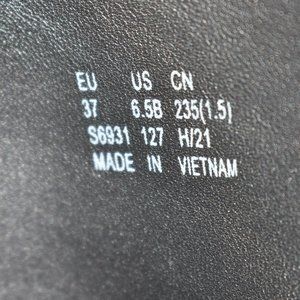 EU US CN
37 6.5B 235(1.5)
S6931 127 H/21
MADE IN VIETNAM